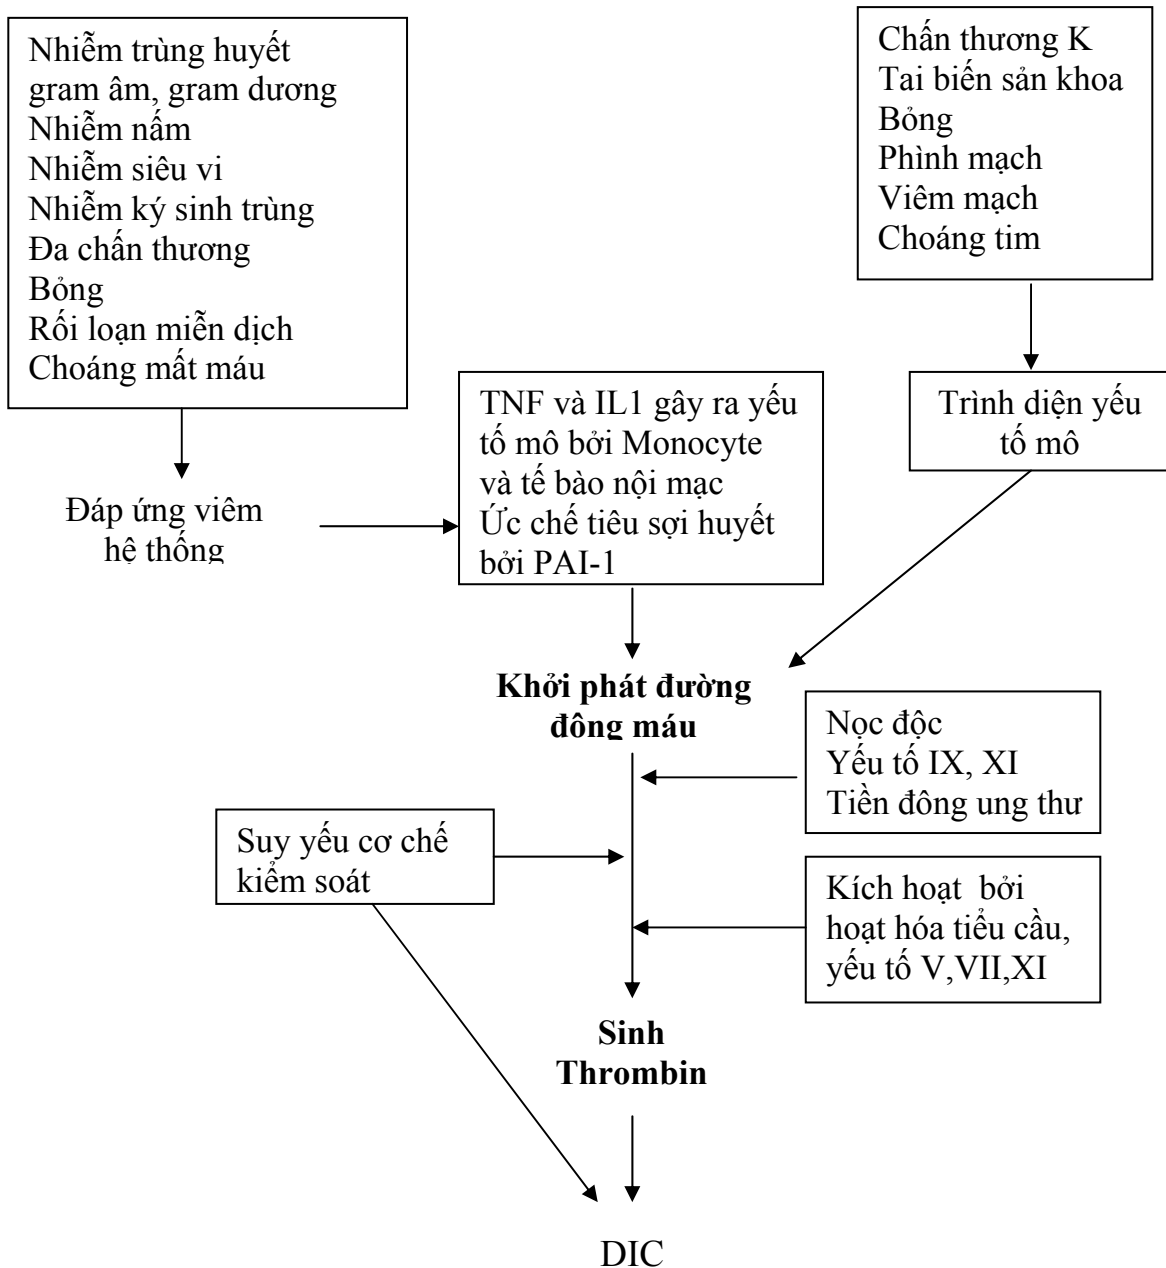 Nhiễm trùng huyết
gram âm, gram dương
Nhiễm nấm
Nhiễm siêu vi
Nhiễm ký sinh trùng
Đa chấn thương
Bỏng
Rối loạn miễn dịch
Choáng mất máu
Chấn thương K
Tai biến sản khoa
Bỏng
Phình mạch
Viêm mạch
Choáng tim
TNF và IL1 gây ra yếu
tố mô bởi Monocyte
và tế bào nội mạc
Ức chế tiêu sợi huyết
bởi PAI-1
Trình diện yếu
tố mô
Đáp ứng viêm
hệ thống
Khởi phát đường
đông máu
Nọc độc
Yếu tố IX, XI
Tiền đông ung thư
Suy yếu cơ chế
kiểm soát
Kích hoạt bởi
hoạt hóa tiểu cầu,
yếu tố V,VII,XI
Sinh
Thrombin
DIC